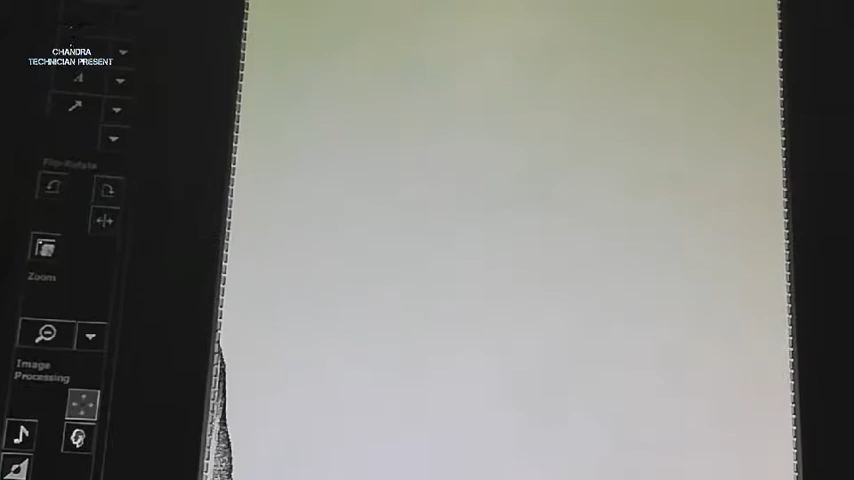 CHANDRA
TECHNICIAN PRESENT
A
Flip-Rotate
Zoom
Image
Processing